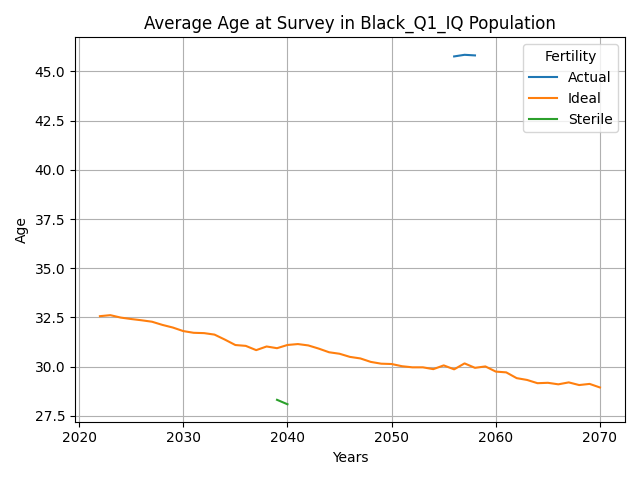 Average Age at Survey in Black_Q1_IQ Population
Fertility
Actual
Ideal
Sterile
Age
45.0
42.5
40.0
37.5
35.0
32.5
30.0
27.5
2020 2030 2040 2050 2060 2070
Years